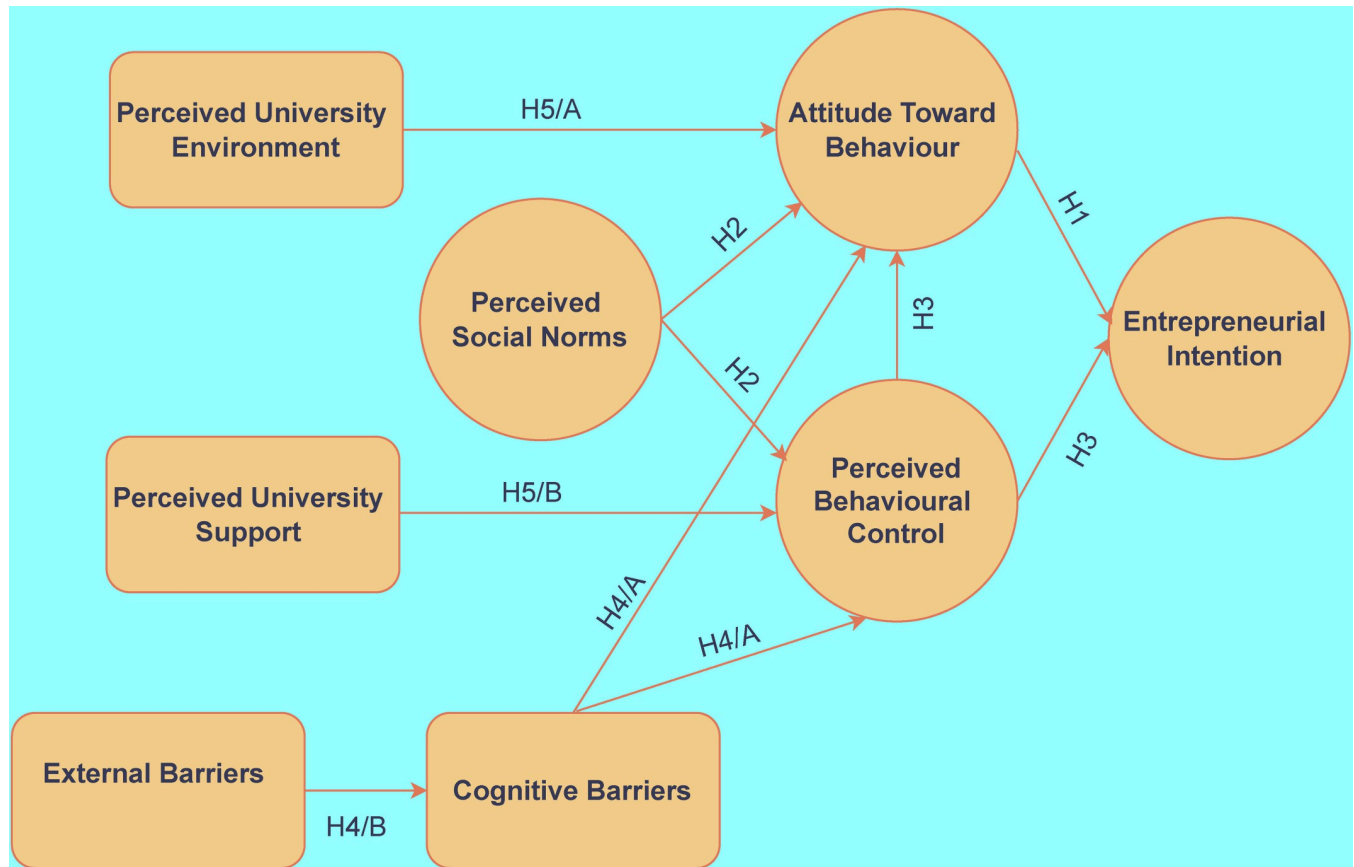 Perceived University
Environment
H5/A
Attitude Toward
Behaviour
H1
H2
Perceived
Social Norms
H2
H3
Entrepreneurial
Intention
Perceived University
Support
H5/B
Perceived
Behavioural
Control
H3
H4/A
H4/A
External Barriers
H4/B
Cognitive Barriers